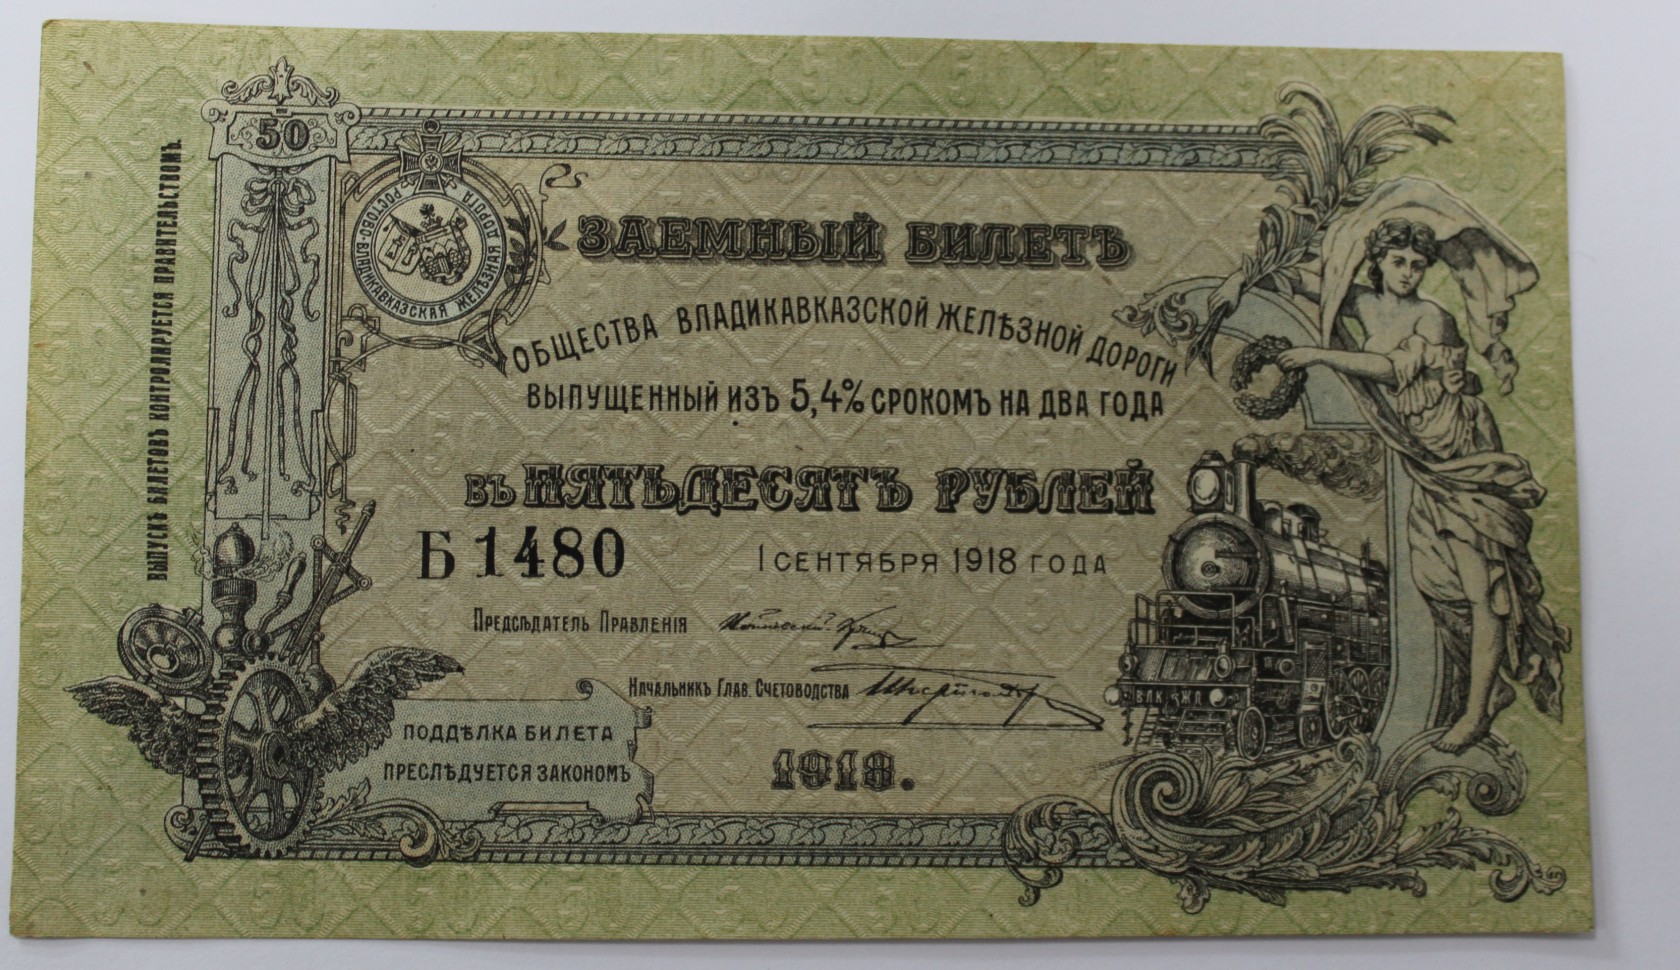 ВЫПУСКЪ БИЛЕТОВЪ КОНТРОЛИРУЕТСЯ ПРАВИТЕЛЬСТВОМЪ.
50
РОСТОВО-ВЛАДИКАВКАЗСКАЯ ЖЕЛѢЗНАЯ ДОРОГА
ЗАЕМНЫЙ БИЛЕТЪ
ОБЩЕСТВА ВЛАДИКАВКАЗСКОЙ ЖЕЛѢЗНОЙ ДОРОГИ
ВЫПУЩЕННЫЙ ИЗЪ 5,4% СРОКОМЪ НА ДВА ГОДА
ВЪ ПЯТЬДЕСЯТЪ РУБЛЕЙ
Б 1480
1 СЕНТЯБРЯ 1918 ГОДА
ПРЕДСѢДАТЕЛЬ ПРАВЛЕНІЯ
НАЧАЛЬНИКЪ ГЛАВ. СЧЕТОВОДСТВА
ВЛК. ЖД
ПОДДѢЛКА БИЛЕТА
ПРЕСЛѢДУЕТСЯ ЗАКОНОМЪ
1918.